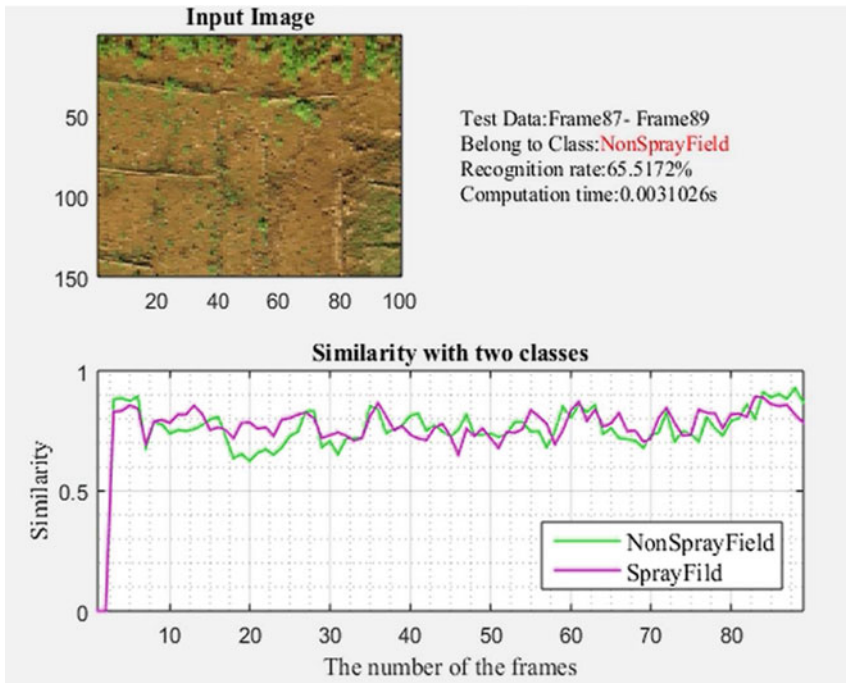 Input Image
50
100
150
20 40 60 80 100
Test Data:Frame87- Frame89
Belong to Class:NonSprayField
Recognition rate:65.5172%
Computation time:0.0031026s
Similarity with two classes
1
0.5
0
Similarity
NonSprayField
SprayFild
10 20 30 40 50 60 70 80
The number of the frames